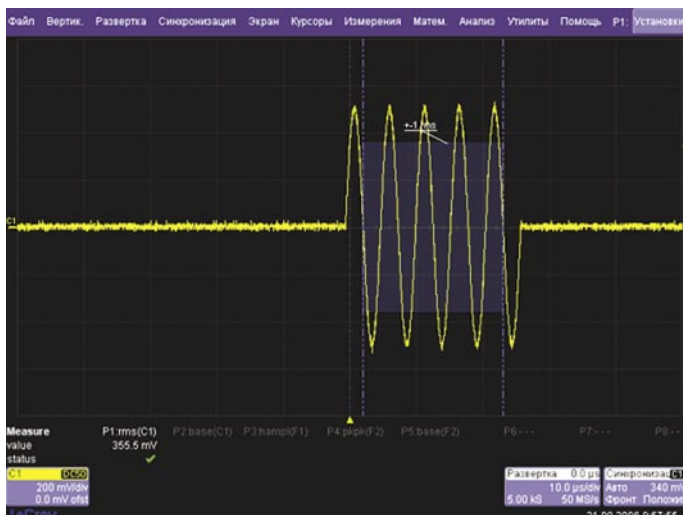 Файл Вертик. Развертка Синхронизация Экран Курсоры Измерения Матем. Анализ Утилиты Помощь P1: Установки
+-1 rms
C1
Measure P1:rms(C1) P2:base(C1) P3:hampl(F1) P4:pkpk(F2) P5:base(F2) P6:- - - P7:- - - P8:- -
value 355.5 mV
status
C1 DC50
200 mV/div
0.0 mV ofst
Развертка 0.0 µs
10.0 µs/div
5.00 kS 50 MS/s
Синхронизац C1
Авто 340 mV
Фронт Положи
LeCroy